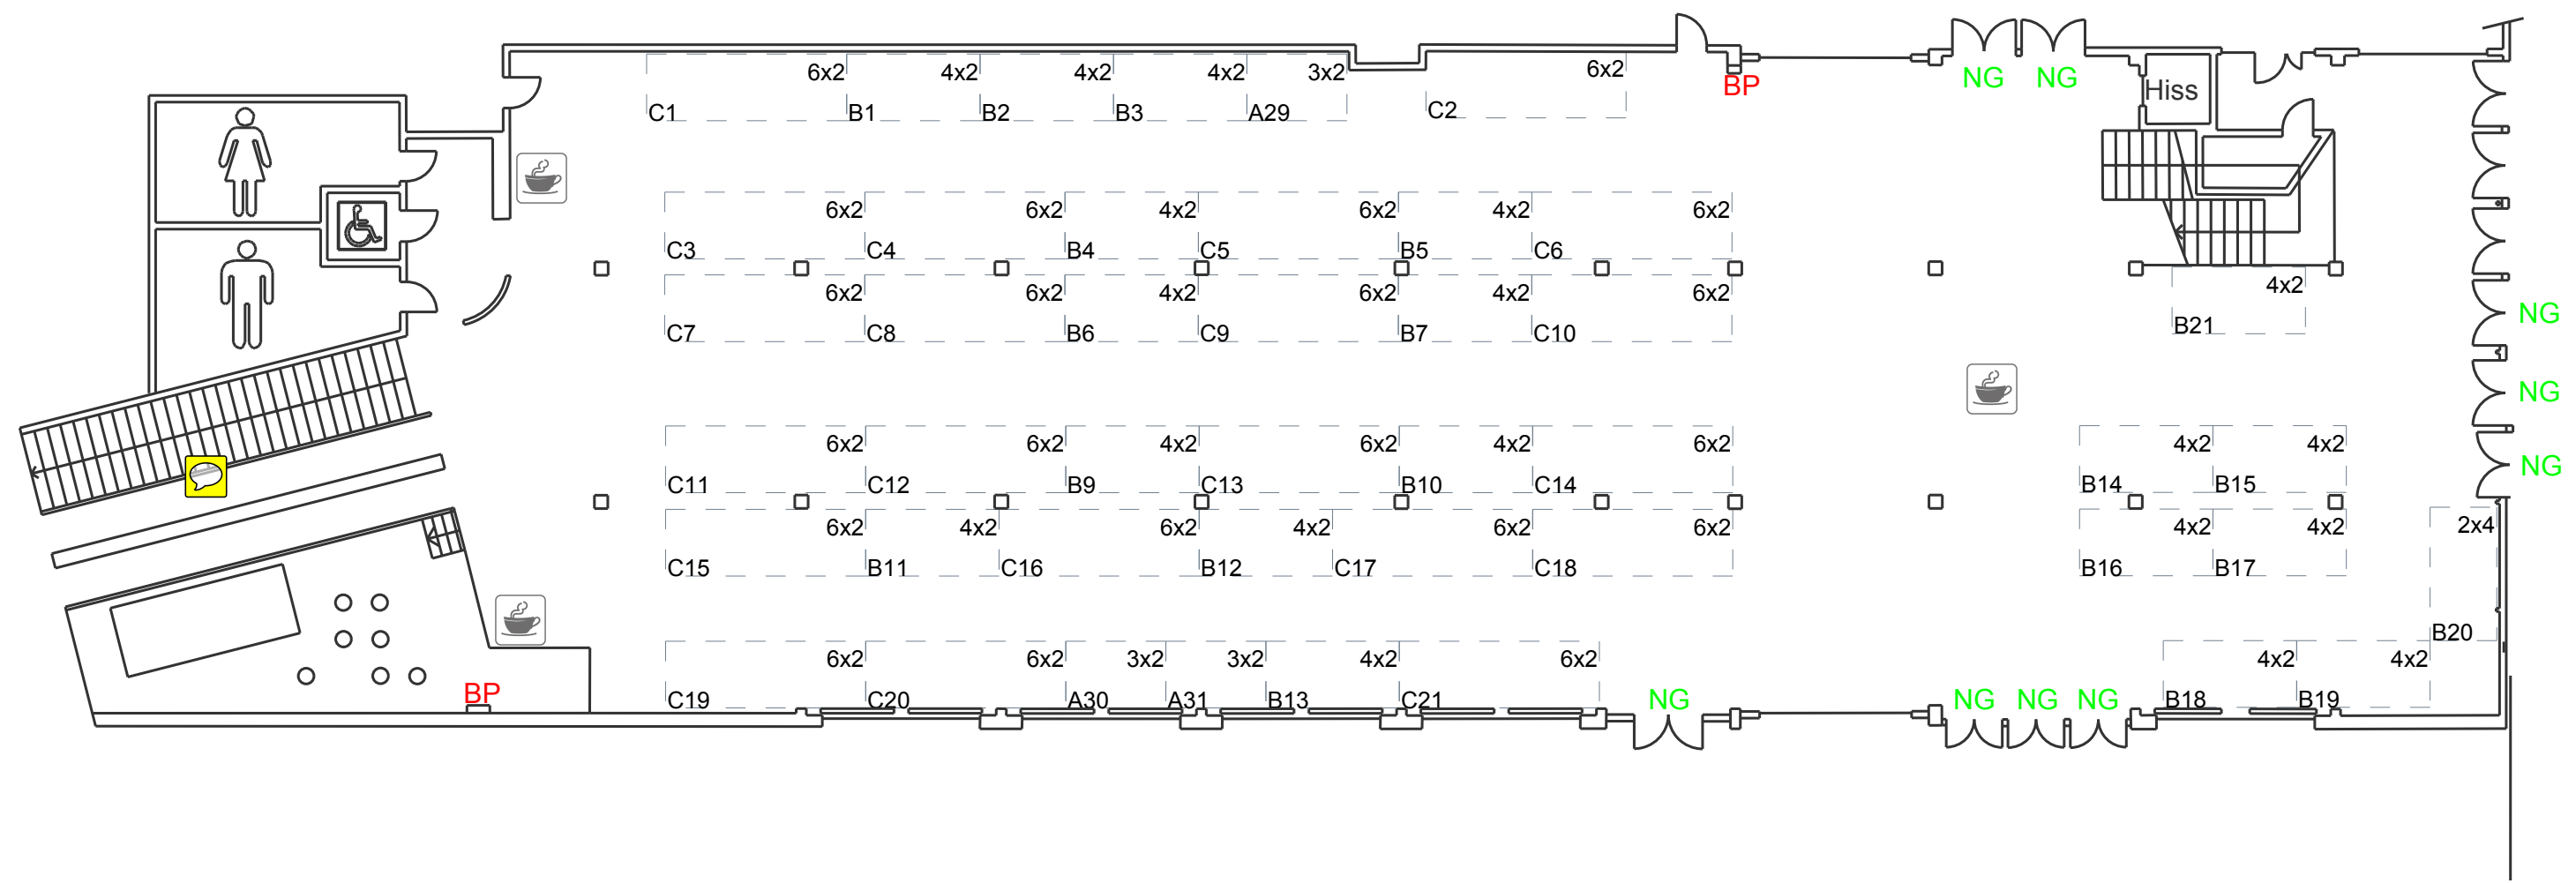 NG NG
BP
Hiss
6x2 4x2 4x2 4x2 3x2 6x2
C1 B1 B2 B3 A29 C2
6x2 6x2 4x2 6x2 4x2 6x2
C3 C4 B4 C5 B5 C6
6x2 6x2 4x2 6x2 4x2 6x2 4x2
C7 C8 B6 C9 B7 C10 B21
NG
NG
NG
6x2 6x2 4x2 6x2 4x2 6x2 4x2 4x2
C11 C12 B9 C13 B10 C14 B14 B15
6x2 4x2 6x2 4x2 6x2 6x2 4x2 4x2 2x4
C15 B11 C16 B12 C17 C18 B16 B17
B20
6x2 6x2 3x2 3x2 4x2 6x2 4x2 4x2
C19 C20 A30 A31 B13 C21 B18 B19
BP NG NG NG NG